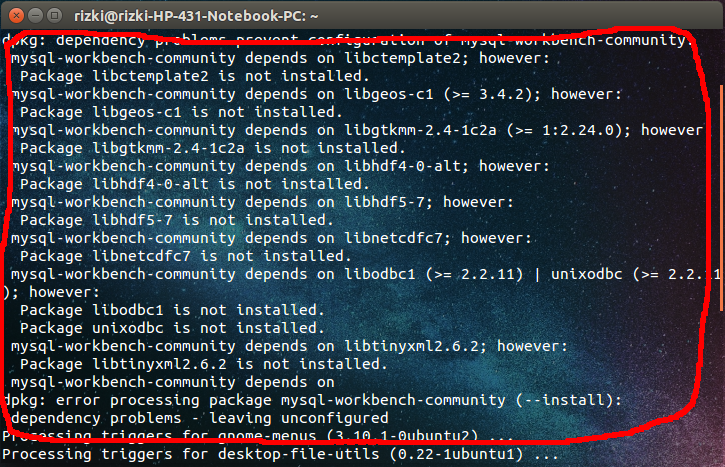 rizki@rizki-HP-431-Notebook-PC: ~
dpkg: dependency problems prevent configuration of mysql-workbench-community:
mysql-workbench-community depends on libctemplate2; however:
Package libctemplate2 is not installed.
mysql-workbench-community depends on libgeos-c1 (>= 3.4.2); however:
Package libgeos-c1 is not installed.
mysql-workbench-community depends on libgtkmm-2.4-1c2a (>= 1:2.24.0); however
Package libgtkmm-2.4-1c2a is not installed.
mysql-workbench-community depends on libhdf4-0-alt; however:
Package libhdf4-0-alt is not installed.
mysql-workbench-community depends on libhdf5-7; however:
Package libhdf5-7 is not installed.
mysql-workbench-community depends on libnetcdfc7; however:
Package libnetcdfc7 is not installed.
mysql-workbench-community depends on libodbc1 (>= 2.2.11) | unixodbc (>= 2.2.11
); however:
Package libodbc1 is not installed.
Package unixodbc is not installed.
mysql-workbench-community depends on libtinyxml2.6.2; however:
Package libtinyxml2.6.2 is not installed.
mysql-workbench-community depends on
dpkg: error processing package mysql-workbench-community (--install):
dependency problems - leaving unconfigured
Processing triggers for gnome-menus (3.10.1-0ubuntu2) ...
Processing triggers for desktop-file-utils (0.22-1ubuntu1) ...